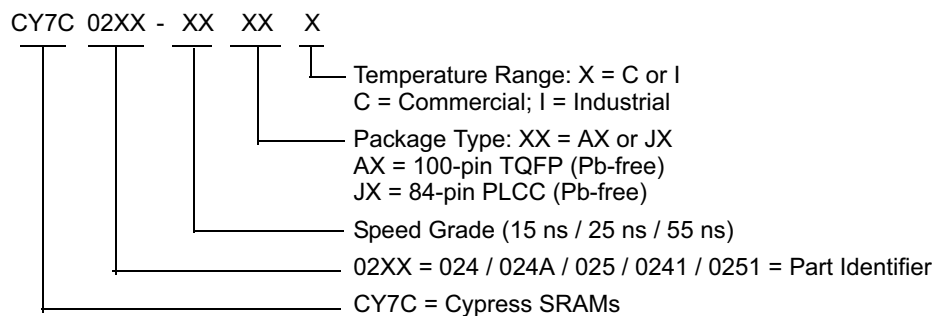 CY7C 02XX - XX XX X
Temperature Range: X = C or I
C = Commercial; I = Industrial
Package Type: XX = AX or JX
AX = 100-pin TQFP (Pb-free)
JX = 84-pin PLCC (Pb-free)
Speed Grade (15 ns / 25 ns / 55 ns)
02XX = 024 / 024A / 025 / 0241 / 0251 = Part Identifier
CY7C = Cypress SRAMs